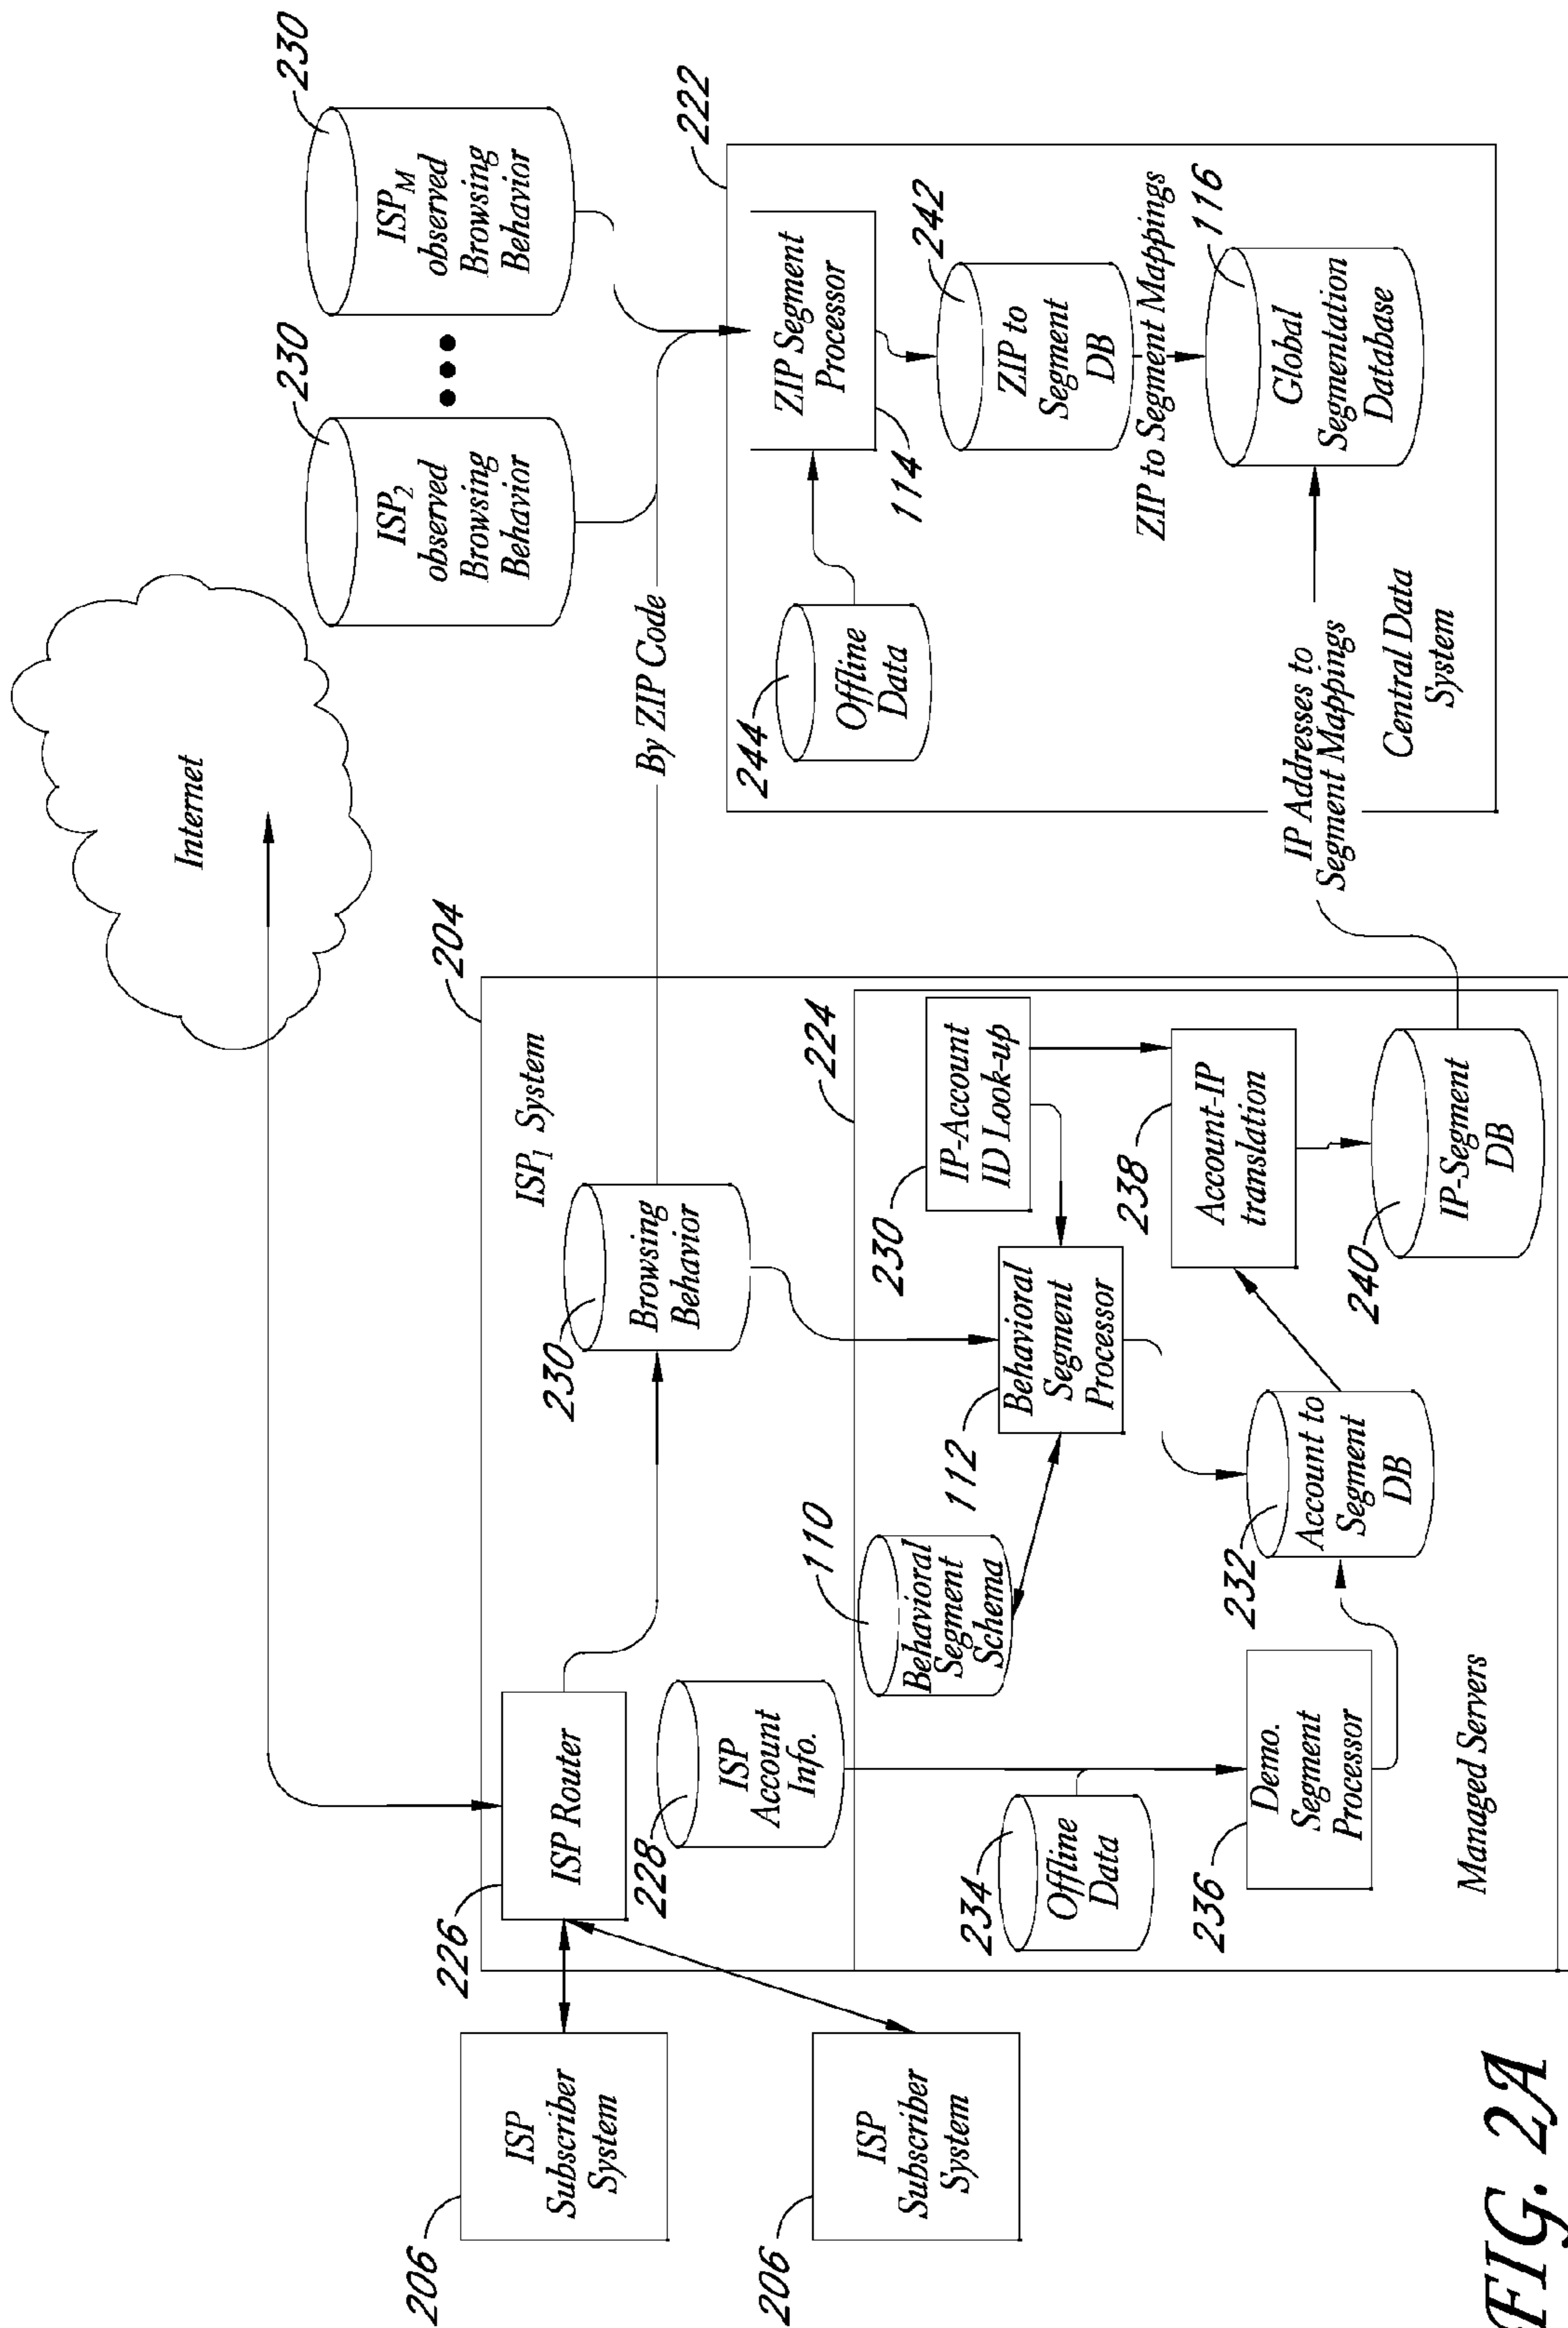 Internet
230
ISP_M
observed
Browsing
Behavior
230
ISP_2
observed
Browsing
Behavior
•••
By ZIP Code
204
ISP_1 System
226
ISP Router
206
ISP
Subscriber
System
206
ISP
Subscriber
System
228
ISP
Account
Info.
230
Browsing
Behavior
224
110
Behavioral
Segment
Schema
112
Behavioral
Segment
Processor
230
IP-Account
ID Look-up
234
Offline
Data
236
Demo.
Segment
Processor
232
Account to
Segment
DB
238
Account-IP
translation
240
IP-Segment
DB
Managed Servers
222
244
Offline
Data
ZIP Segment
Processor
114
242
ZIP to
Segment
DB
ZIP to Segment Mappings
116
Global
Segmentation
Database
IP Addresses to
Segment Mappings
Central Data
System
FIG. 2A